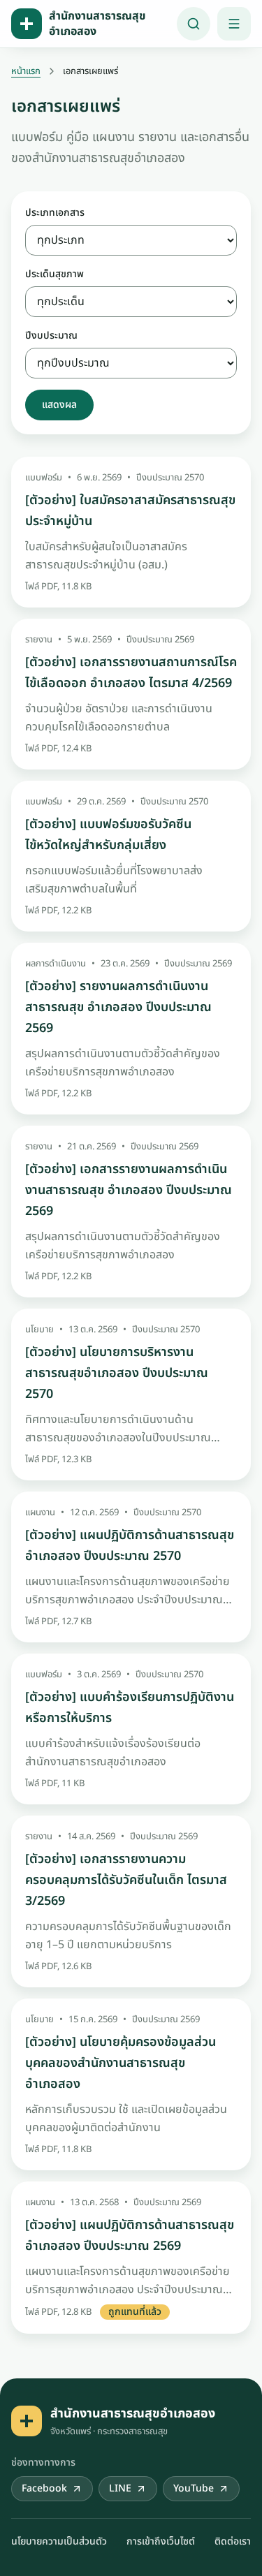 สำนักงานสาธารณสุข
อำเภอสอง
หน้าแรก > เอกสารเผยแพร่
เอกสารเผยแพร่
แบบฟอร์ม คู่มือ แผนงาน รายงาน และเอกสารอื่น
ของสำนักงานสาธารณสุขอำเภอสอง
ประเภทเอกสาร
ทุกประเภท
ประเด็นสุขภาพ
ทุกประเด็น
ปีงบประมาณ
ทุกปีงบประมาณ
แสดงผล
แบบฟอร์ม • 6 พ.ย. 2569 • ปีงบประมาณ 2570
[ตัวอย่าง] ใบสมัครอาสาสมัครสาธารณสุข
ประจำหมู่บ้าน
ใบสมัครสำหรับผู้สนใจเป็นอาสาสมัคร
สาธารณสุขประจำหมู่บ้าน (อสม.)
ไฟล์ PDF, 11.8 KB
รายงาน • 5 พ.ย. 2569 • ปีงบประมาณ 2569
[ตัวอย่าง] เอกสารรายงานสถานการณ์โรค
ไข้เลือดออก อำเภอสอง ไตรมาส 4/2569
จำนวนผู้ป่วย อัตราป่วย และการดำเนินงาน
ควบคุมโรคไข้เลือดออกรายตำบล
ไฟล์ PDF, 12.4 KB
แบบฟอร์ม • 29 ต.ค. 2569 • ปีงบประมาณ 2570
[ตัวอย่าง] แบบฟอร์มขอรับวัคซีน
ไข้หวัดใหญ่สำหรับกลุ่มเสี่ยง
กรอกแบบฟอร์มแล้วยื่นที่โรงพยาบาลส่ง
เสริมสุขภาพตำบลในพื้นที่
ไฟล์ PDF, 12.2 KB
ผลการดำเนินงาน • 23 ต.ค. 2569 • ปีงบประมาณ 2569
[ตัวอย่าง] รายงานผลการดำเนินงาน
สาธารณสุข อำเภอสอง ปีงบประมาณ
2569
สรุปผลการดำเนินงานตามตัวชี้วัดสำคัญของ
เครือข่ายบริการสุขภาพอำเภอสอง
ไฟล์ PDF, 12.2 KB
รายงาน • 21 ต.ค. 2569 • ปีงบประมาณ 2569
[ตัวอย่าง] เอกสารรายงานผลการดำเนิน
งานสาธารณสุข อำเภอสอง ปีงบประมาณ
2569
สรุปผลการดำเนินงานตามตัวชี้วัดสำคัญของ
เครือข่ายบริการสุขภาพอำเภอสอง
ไฟล์ PDF, 12.2 KB
นโยบาย • 13 ต.ค. 2569 • ปีงบประมาณ 2570
[ตัวอย่าง] นโยบายการบริหารงาน
สาธารณสุขอำเภอสอง ปีงบประมาณ
2570
ทิศทางและนโยบายการดำเนินงานด้าน
สาธารณสุขของอำเภอสองในปีงบประมาณ...
ไฟล์ PDF, 12.3 KB
แผนงาน • 12 ต.ค. 2569 • ปีงบประมาณ 2570
[ตัวอย่าง] แผนปฏิบัติการด้านสาธารณสุข
อำเภอสอง ปีงบประมาณ 2570
แผนงานและโครงการด้านสุขภาพของเครือข่าย
บริการสุขภาพอำเภอสอง ประจำปีงบประมาณ...
ไฟล์ PDF, 12.7 KB
แบบฟอร์ม • 3 ต.ค. 2569 • ปีงบประมาณ 2570
[ตัวอย่าง] แบบคำร้องเรียนการปฏิบัติงาน
หรือการให้บริการ
แบบคำร้องสำหรับแจ้งเรื่องร้องเรียนต่อ
สำนักงานสาธารณสุขอำเภอสอง
ไฟล์ PDF, 11 KB
รายงาน • 14 ส.ค. 2569 • ปีงบประมาณ 2569
[ตัวอย่าง] เอกสารรายงานความ
ครอบคลุมการได้รับวัคซีนในเด็ก ไตรมาส
3/2569
ความครอบคลุมการได้รับวัคซีนพื้นฐานของเด็ก
อายุ 1–5 ปี แยกตามหน่วยบริการ
ไฟล์ PDF, 12.6 KB
นโยบาย • 15 ก.ค. 2569 • ปีงบประมาณ 2569
[ตัวอย่าง] นโยบายคุ้มครองข้อมูลส่วน
บุคคลของสำนักงานสาธารณสุข
อำเภอสอง
หลักการเก็บรวบรวม ใช้ และเปิดเผยข้อมูลส่วน
บุคคลของผู้มาติดต่อสำนักงาน
ไฟล์ PDF, 11.8 KB
แผนงาน • 13 ต.ค. 2568 • ปีงบประมาณ 2569
[ตัวอย่าง] แผนปฏิบัติการด้านสาธารณสุข
อำเภอสอง ปีงบประมาณ 2569
แผนงานและโครงการด้านสุขภาพของเครือข่าย
บริการสุขภาพอำเภอสอง ประจำปีงบประมาณ...
ไฟล์ PDF, 12.8 KB ถูกแทนที่แล้ว
สำนักงานสาธารณสุขอำเภอสอง
จังหวัดแพร่ · กระทรวงสาธารณสุข
ช่องทางทางการ
Facebook LINE YouTube
นโยบายความเป็นส่วนตัว การเข้าถึงเว็บไซต์ ติดต่อเรา